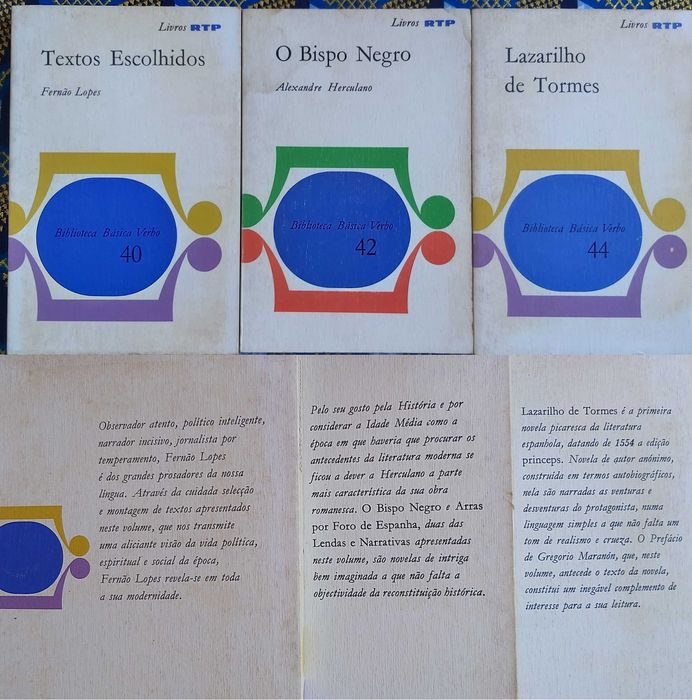 Livros RTP
Textos Escolhidos
Fernão Lopes
Biblioteca Básica Verbo
40
Livros RTP
O Bispo Negro
Alexandre Herculano
Biblioteca Básica Verbo
42
Livros RTP
Lazarilho
de Tormes
Biblioteca Básica Verbo
44
Observador atento, político inteligente,
narrador incisivo, jornalista por
temperamento, Fernão Lopes
é dos grandes prosadores da nossa
língua. Através da cuidada selecção
e montagem de textos apresentados
neste volume, que nos transmite
uma aliciante visão da vida política,
espiritual e social da época,
Fernão Lopes revela-se em toda
a sua modernidade.
Pelo seu gosto pela História e por
considerar a Idade Média como a
época em que haveria que procurar os
antecedentes da literatura moderna se
ficou a dever a Herculano a parte
mais característica da sua obra
romanesca. O Bispo Negro e Arras
por Foro de Espanha, duas das
Lendas e Narrativas apresentadas
neste volume, são novelas de intriga
bem imaginada a que não falta a
objectividade da reconstituição histórica.
Lazarilho de Tormes é a primeira
novela picaresca da literatura
espanhola, datando de 1554 a edição
princeps. Novela de autor anónimo,
construída em termos autobiográficos,
nela são narradas as venturas e
desventuras do protagonista, numa
linguagem simples a que não falta um
tom de realismo e crueza. O Prefácio
de Gregorio Maranón, que, neste
volume, antecede o texto da novela,
constitui um inegável complemento de
interesse para a sua leitura.